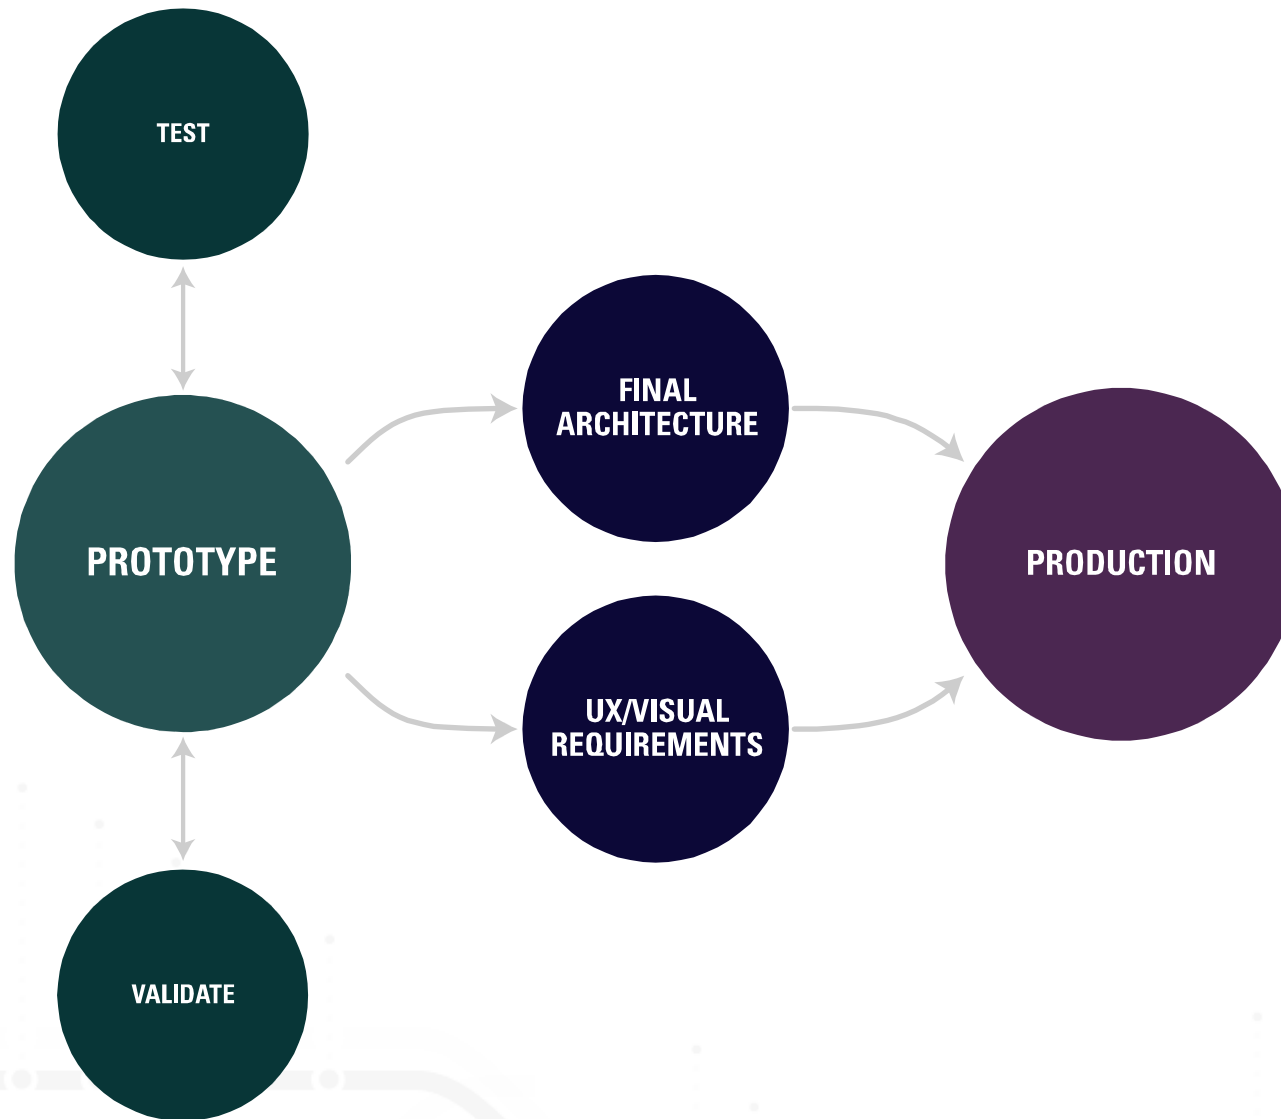 TEST
PROTOTYPE
VALIDATE
FINAL
ARCHITECTURE
UX/VISUAL
REQUIREMENTS
PRODUCTION